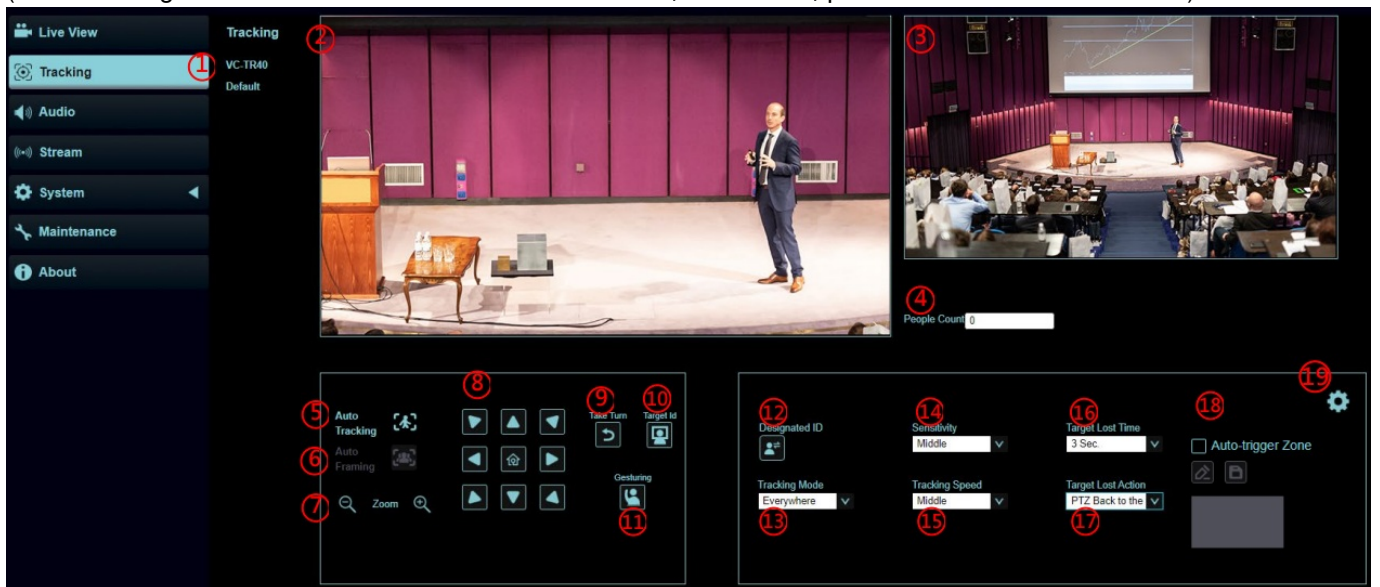 Live View
Tracking
Audio
Stream
System
Maintenance
About
1
Tracking
VC-TR40
Default
2
3
4
People Count 0
5
Auto
Tracking
6
Auto
Framing
7
Zoom
8
9
Take Turn
10
Target Id
Gesturing
11
12
Designated ID
Tracking Mode
Everywhere
13
14
Sensitivity
Middle
Tracking Speed
Middle
15
16
Target Lost Time
3 Sec.
Target Lost Action
PTZ Back to the
17
18
Auto-trigger Zone
19